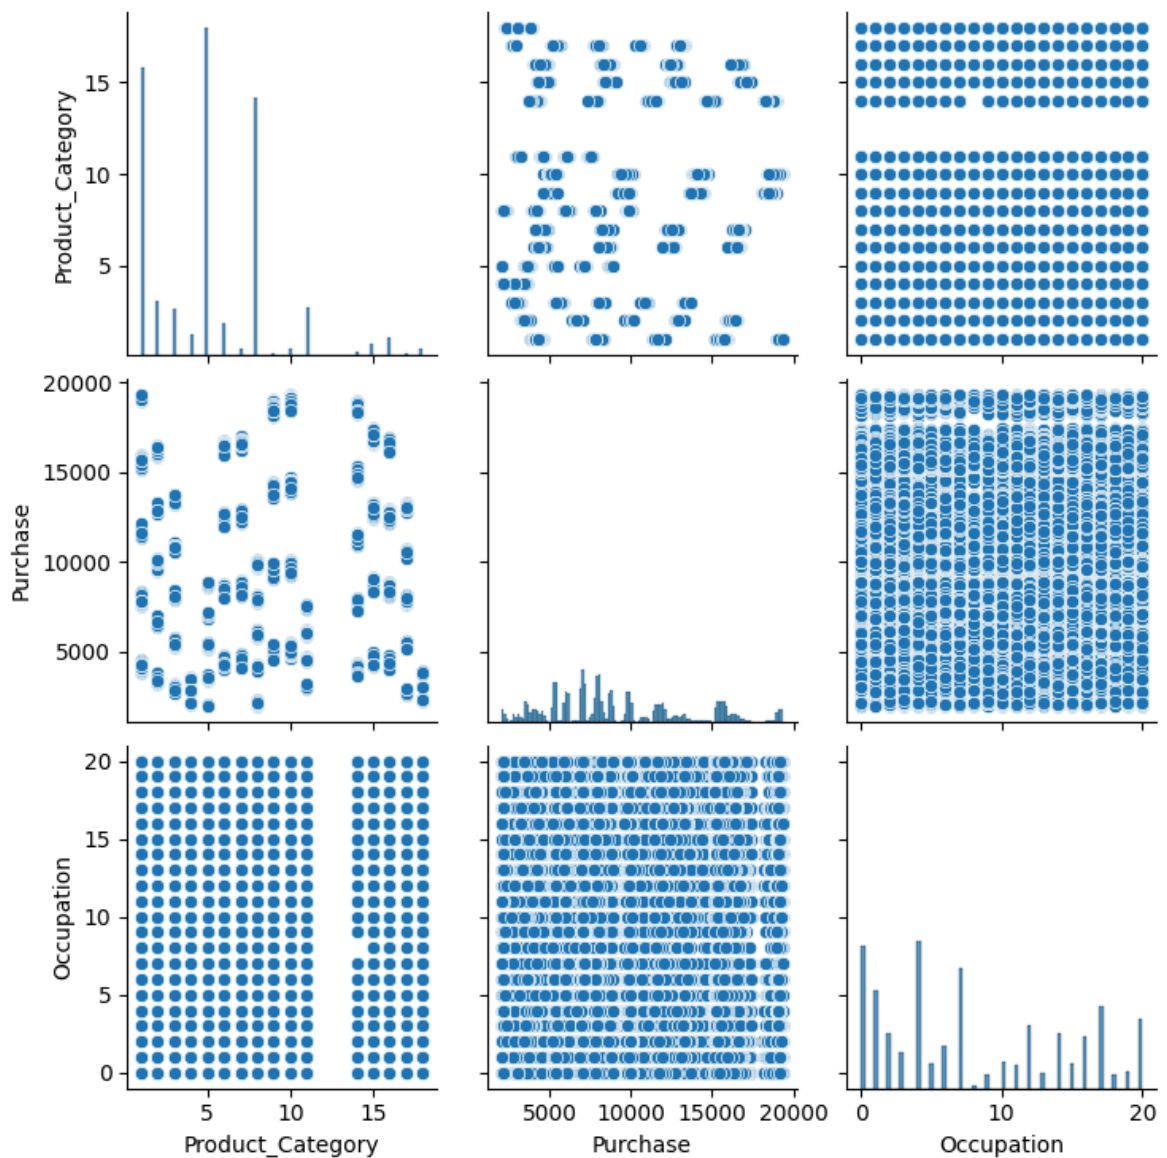 15
10
5
Product_Category
20000
15000
10000
5000
Purchase
20
15
10
5
0
Occupation
5 10 15
5000 10000 15000 20000
0 10 20
Product_Category Purchase Occupation